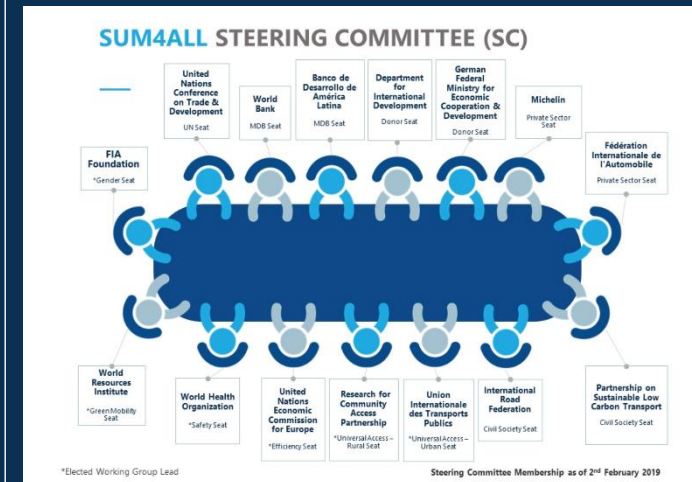 SUM4ALL STEERING COMMITTEE (SC)
United
Nations
Conference
on Trade &
Development
UN Seat
World
Bank
MDB Seat
Banco de
Desarrollo de
América
Latina
MDB Seat
Department
for
International
Development
Donor Seat
German
Federal
Ministry for
Economic
Cooperation &
Development
Donor Seat
Michelin
Private Sector
Seat
Fédération
Internationale de
l'Automobile
Private Sector Seat
FIA
Foundation
*Gender Seat
World
Resources
Institute
*Green Mobility
Seat
World Health
Organization
*Safety Seat
United
Nations
Economic
Commission
for Europe
*Efficiency Seat
Research for
Community
Access
Partnership
*Universal Access –
Rural Seat
Union
Internationale
des Transports
Publics
*Universal Access –
Urban Seat
International
Road
Federation
Civil Society Seat
Partnership on
Sustainable Low
Carbon Transport
Civil Society Seat
*Elected Working Group Lead
Steering Committee Membership as of 2nd February 2019